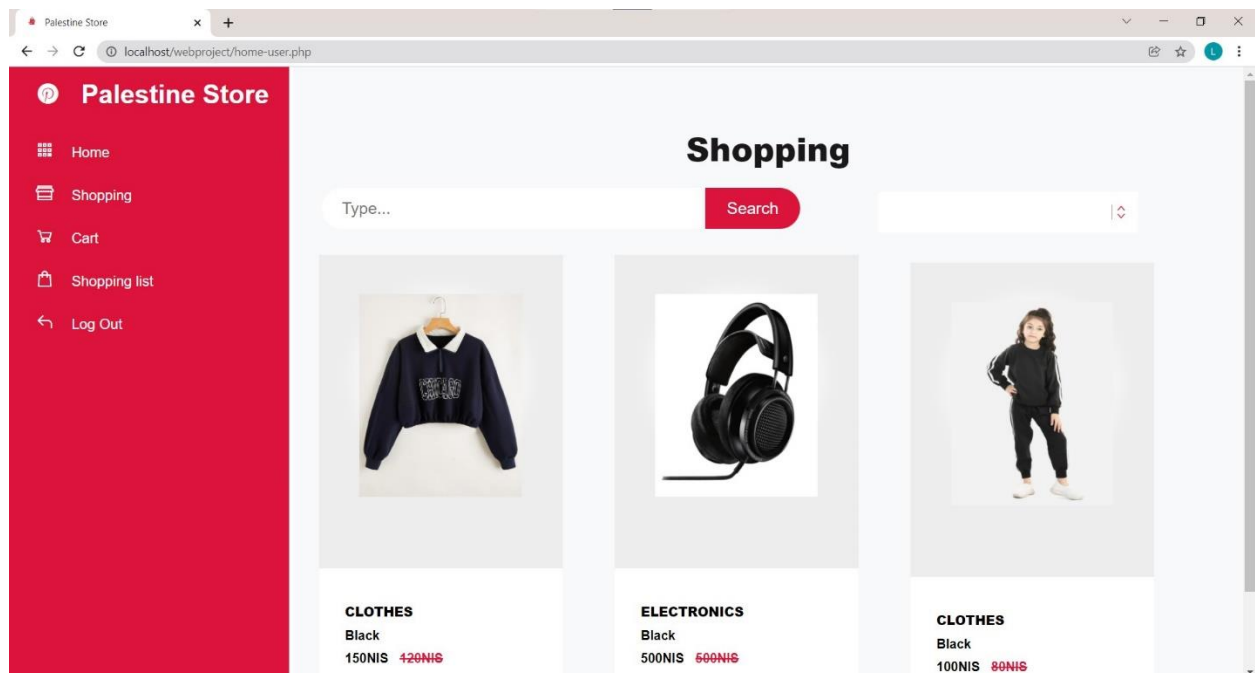 Palestine Store
localhost/webproject/home-user.php
L
Palestine Store
Home
Shopping
Cart
Shopping list
Log Out
Shopping
Type...
Search
CLOTHES
Black
150NIS 120NIS
ELECTRONICS
Black
500NIS 500NIS
CLOTHES
Black
100NIS 80NIS